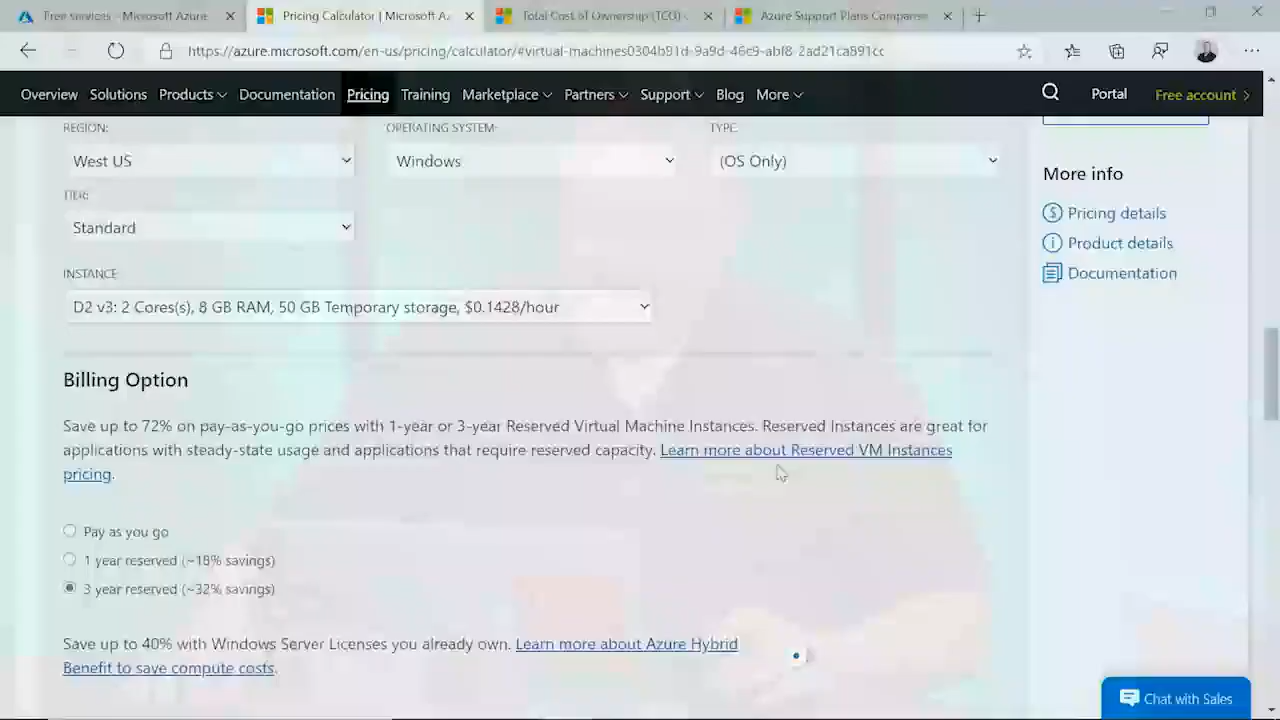 Free services - Microsoft Azure
Pricing Calculator | Microsoft Az
Total Cost of Ownership (TCO) C
Azure Support Plans Comparison
https://azure.microsoft.com/en-us/pricing/calculator/#virtual-machines0304b91d-9a9d-46c9-abf8-2ad21ca891cc
Overview Solutions Products Documentation Pricing Training Marketplace Partners Support Blog More Portal Free account
REGION: OPERATING SYSTEM: TYPE:
West US Windows (OS Only)
TIER:
Standard
INSTANCE:
D2 v3: 2 Cores(s), 8 GB RAM, 50 GB Temporary storage, $0.1428/hour
Billing Option
Save up to 72% on pay-as-you-go prices with 1-year or 3-year Reserved Virtual Machine Instances. Reserved Instances are great for
applications with steady-state usage and applications that require reserved capacity. Learn more about Reserved VM Instances
pricing.
Pay as you go
1 year reserved (~18% savings)
3 year reserved (~32% savings)
Save up to 40% with Windows Server Licenses you already own. Learn more about Azure Hybrid
Benefit to save compute costs.
More info
Pricing details
Product details
Documentation
Chat with Sales